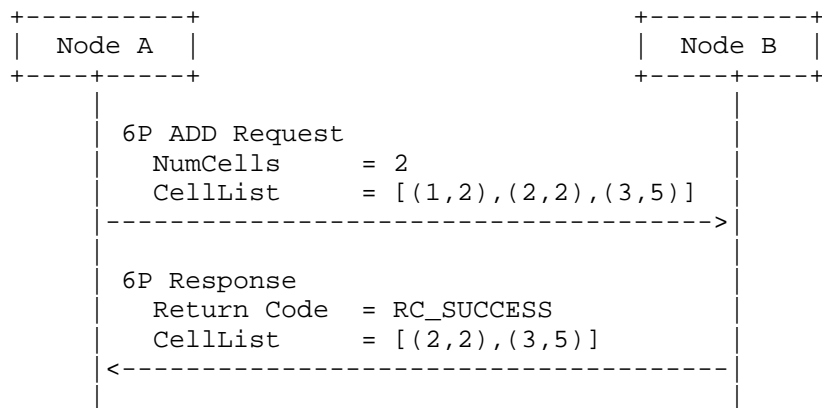 Node A Node B
6P ADD Request
NumCells = 2
CellList = [(1,2),(2,2),(3,5)]
6P Response
Return Code = RC_SUCCESS
CellList = [(2,2),(3,5)]